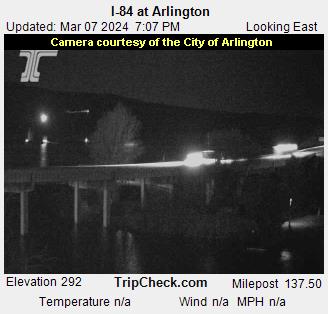 I-84 at Arlington
Updated: Mar 07 2024 7:07 PM Looking East
Camera courtesy of the City of Arlington
Elevation 292 TripCheck.com Milepost 137.50
Temperature n/a Wind n/a MPH n/a